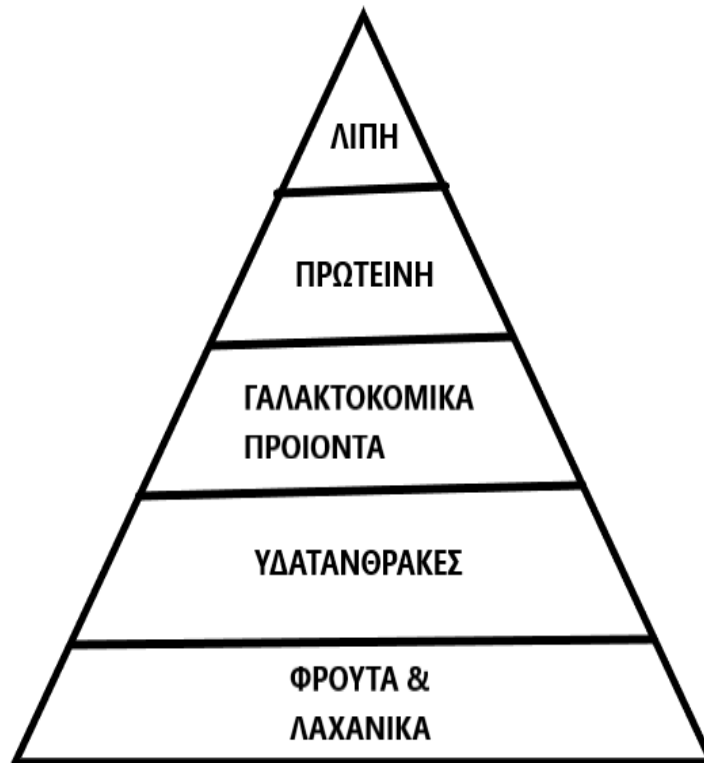 ΛΙΠΗ
ΠΡΩΤΕΙΝΗ
ΓΑΛΑΚΤΟΚΟΜΙΚΑ
ΠΡΟΙΟΝΤΑ
ΥΔΑΤΑΝΘΡΑΚΕΣ
ΦΡΟΥΤΑ &
ΛΑΧΑΝΙΚΑ